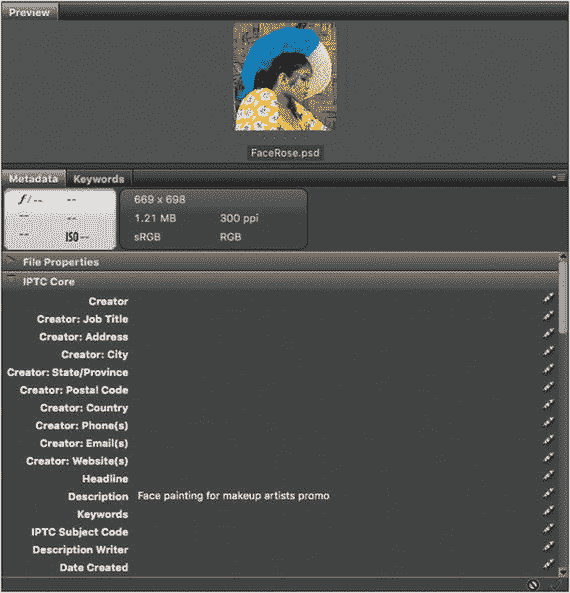 Preview
FaceRose.psd
Metadata Keywords
f/-- --
-- --
-- ISO--
669 x 698
1.21 MB 300 ppi
sRGB RGB
File Properties
IPTC Core
Creator
Creator: Job Title
Creator: Address
Creator: City
Creator: State/Province
Creator: Postal Code
Creator: Country
Creator: Phone(s)
Creator: Email(s)
Creator: Website(s)
Headline
Description Face painting for makeup artists promo
Keywords
IPTC Subject Code
Description Writer
Date Created